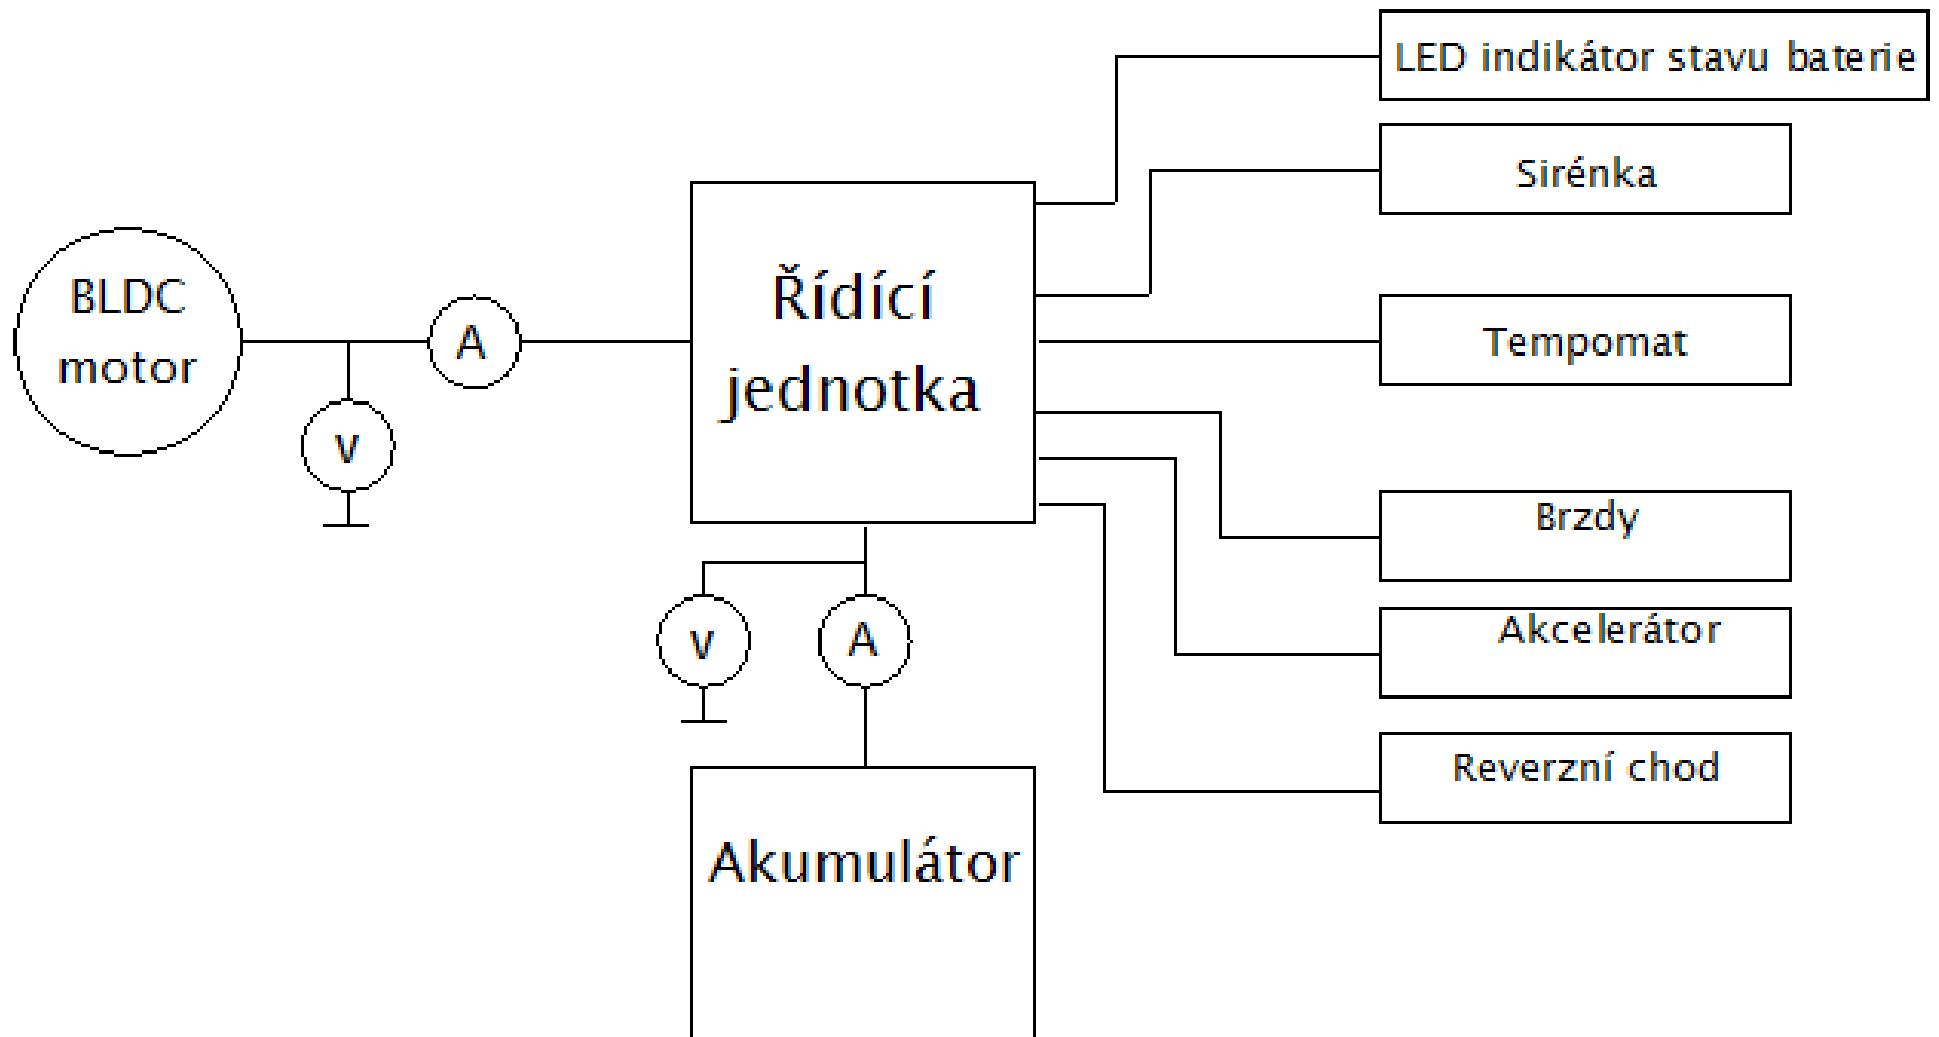 LED indikátor stavu baterie
Sirénka
BLDC
motor
A
v
Řídící
jednotka
Tempomat
Brzdy
Akcelerátor
Reverzní chod
v
A
Akumulátor